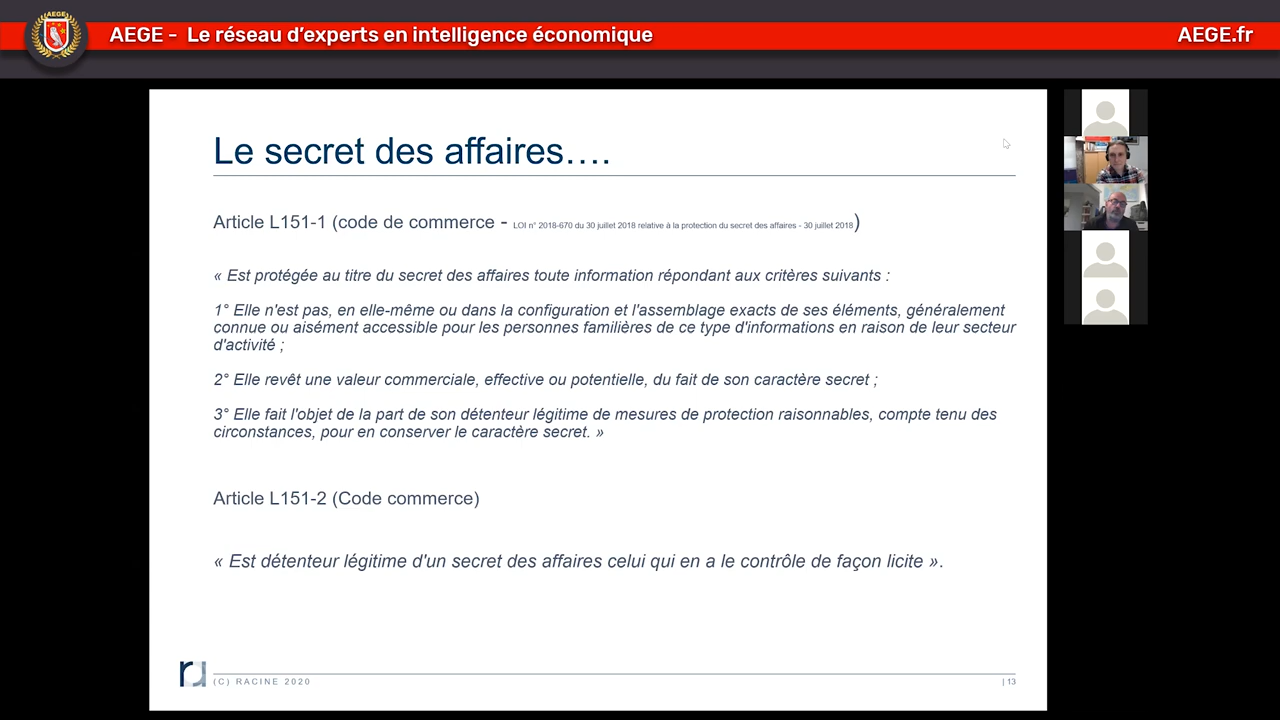 AEGE
AEGE - Le réseau d'experts en intelligence économique
AEGE.fr
Le secret des affaires….
Article L151-1 (code de commerce - LOI n° 2018-670 du 30 juillet 2018 relative à la protection du secret des affaires - 30 juillet 2018)
« Est protégée au titre du secret des affaires toute information répondant aux critères suivants :
1° Elle n'est pas, en elle-même ou dans la configuration et l'assemblage exacts de ses éléments, généralement
connue ou aisément accessible pour les personnes familières de ce type d'informations en raison de leur secteur
d'activité ;
2° Elle revêt une valeur commerciale, effective ou potentielle, du fait de son caractère secret ;
3° Elle fait l'objet de la part de son détenteur légitime de mesures de protection raisonnables, compte tenu des
circonstances, pour en conserver le caractère secret. »
Article L151-2 (Code commerce)
« Est détenteur légitime d'un secret des affaires celui qui en a le contrôle de façon licite ».
(C) RACINE 2020
| 13